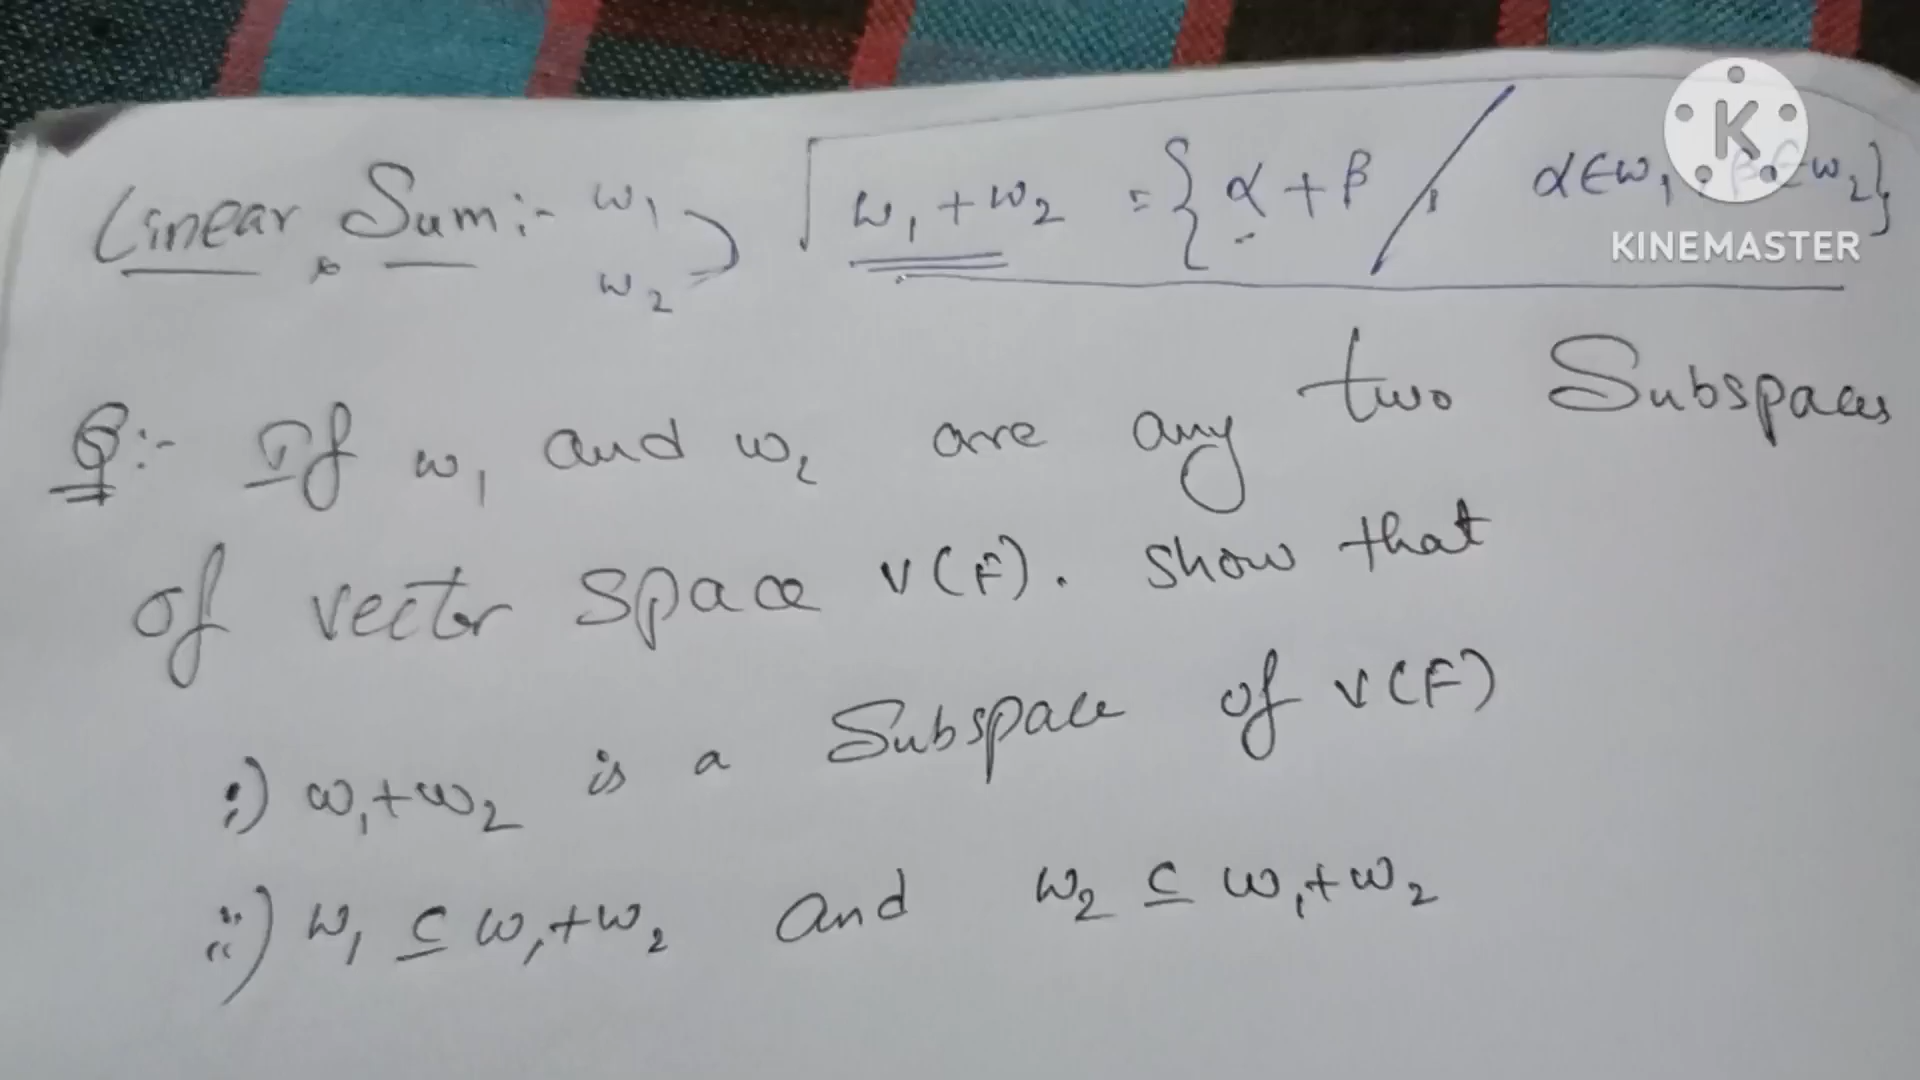 Linear Sum:- w1 w2 w1+w2 = { α+β / α∈w1, β∈w2}
KINEMASTER
Q:- If w1 and w2 are any two Subspaces
of vector space V(F). Show that
i) w1+w2 is a Subspace of V(F)
ii) w1 ⊆ w1+w2 and w2 ⊆ w1+w2